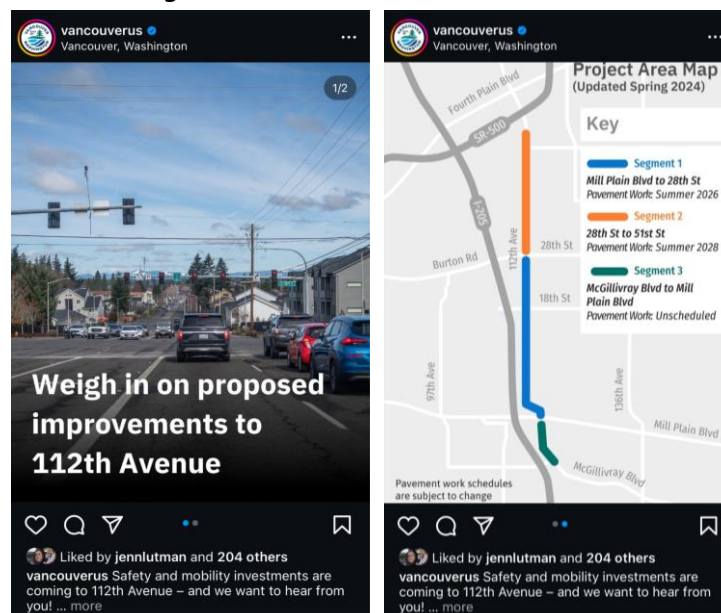 vancouverus
Vancouver, Washington
1/2
Weigh in on proposed
improvements to
112th Avenue
Liked by jennlutman and 204 others
vancouverus Safety and mobility investments are
coming to 112th Avenue – and we want to hear from
you! ... more
vancouverus
Vancouver, Washington
Project Area Map
(Updated Spring 2024)
Key
Segment 1
Mill Plain Blvd to 28th St
Pavement Work: Summer 2026
Segment 2
28th St to 51st St
Pavement Work: Summer 2028
Segment 3
McGillivray Blvd to Mill
Plain Blvd
Pavement Work: Unscheduled
Fourth Plain Blvd
SR-500
I-205
112th Ave
28th St
Burton Rd
18th St
97th Ave
136th Ave
Mill Plain Blvd
McGillivray Blvd
Pavement work schedules
are subject to change
Liked by jennlutman and 204 others
vancouverus Safety and mobility investments are
coming to 112th Avenue – and we want to hear from
you! ... more